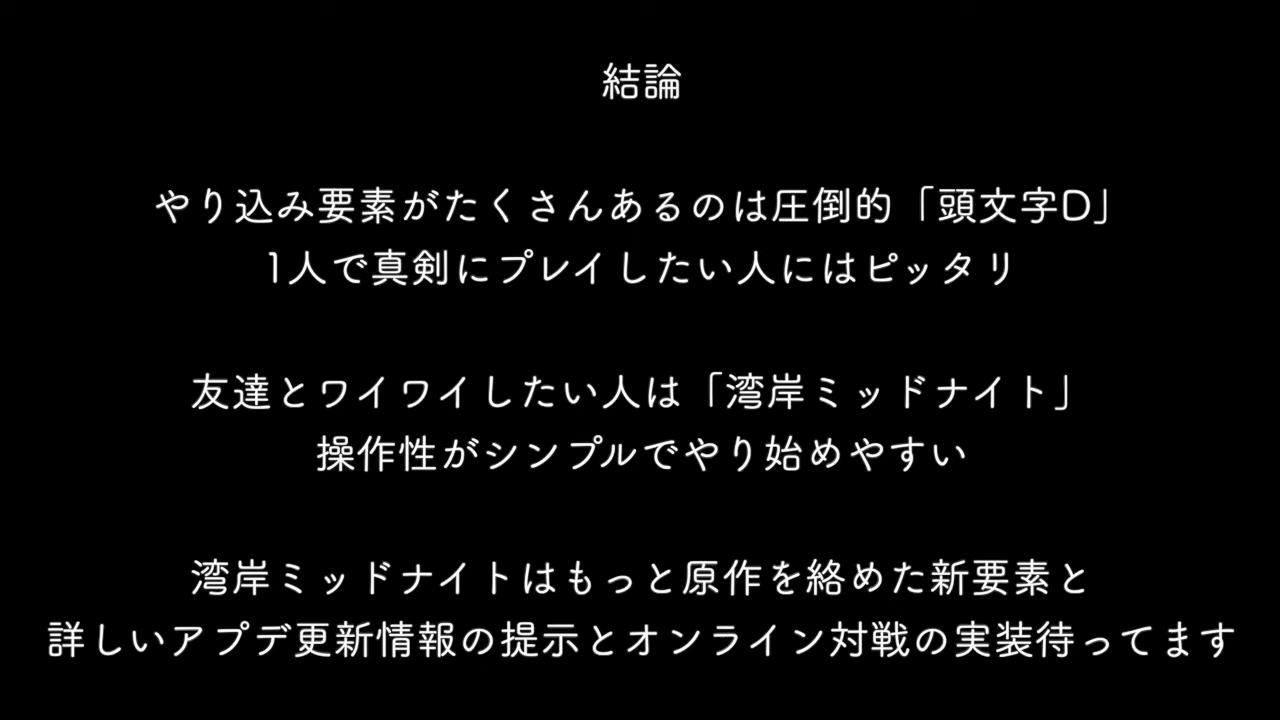 結論
やり込み要素がたくさんあるのは圧倒的「頭文字D」
1人で真剣にプレイしたい人にはピッタリ
友達とワイワイしたい人は「湾岸ミッドナイト」
操作性がシンプルでやり始めやすい
湾岸ミッドナイトはもっと原作を絡めた新要素と
詳しいアプデ更新情報の提示とオンライン対戦の実装待ってます